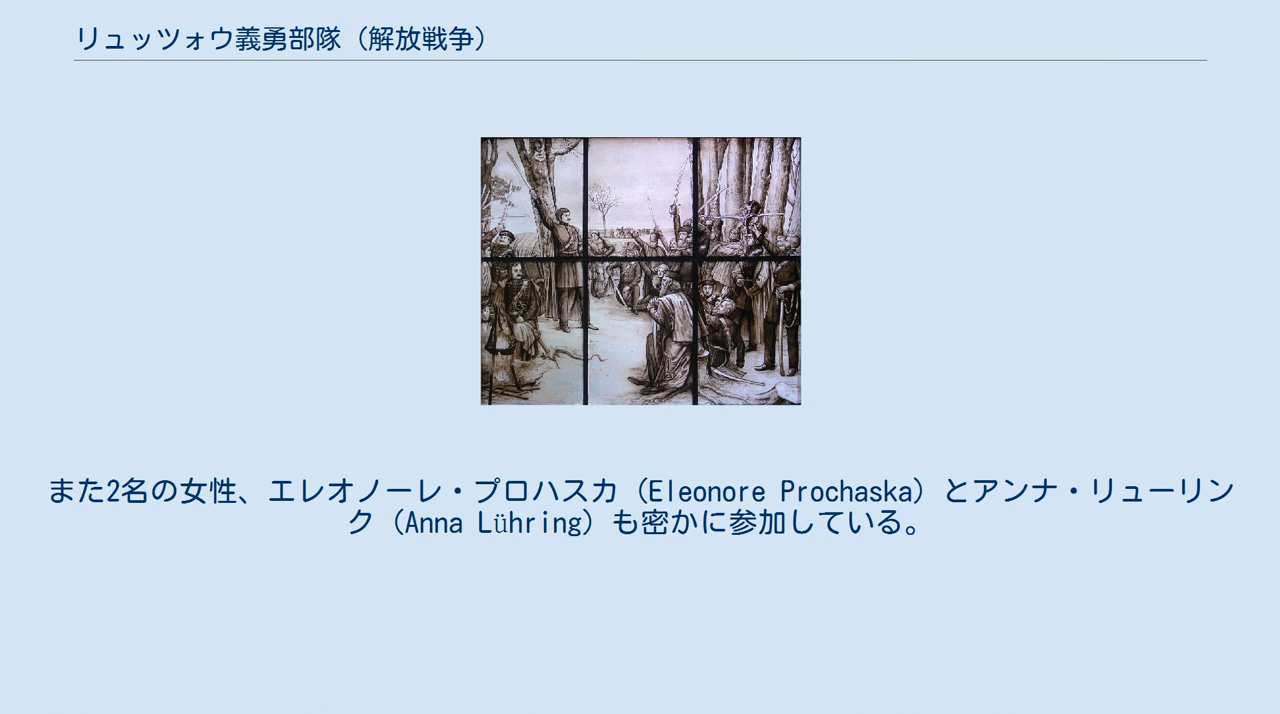 リュッツォウ義勇部隊（解放戦争）
また2名の女性、エレオノーレ・プロハスカ（Eleonore Prochaska）とアンナ・リューリン
ク（Anna Lühring）も密かに参加している。